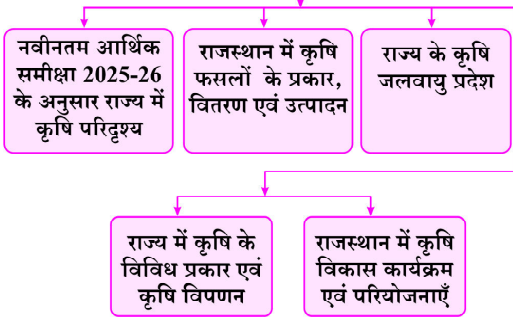 नवीनतम आर्थिक
समीक्षा 2025-26
के अनुसार राज्य में
कृषि परिदृश्य
राजस्थान में कृषि
फसलों के प्रकार,
वितरण एवं उत्पादन
राज्य के कृषि
जलवायु प्रदेश
राज्य में कृषि के
विविध प्रकार एवं
कृषि विपणन
राजस्थान में कृषि
विकास कार्यक्रम
एवं परियोजनाएँ